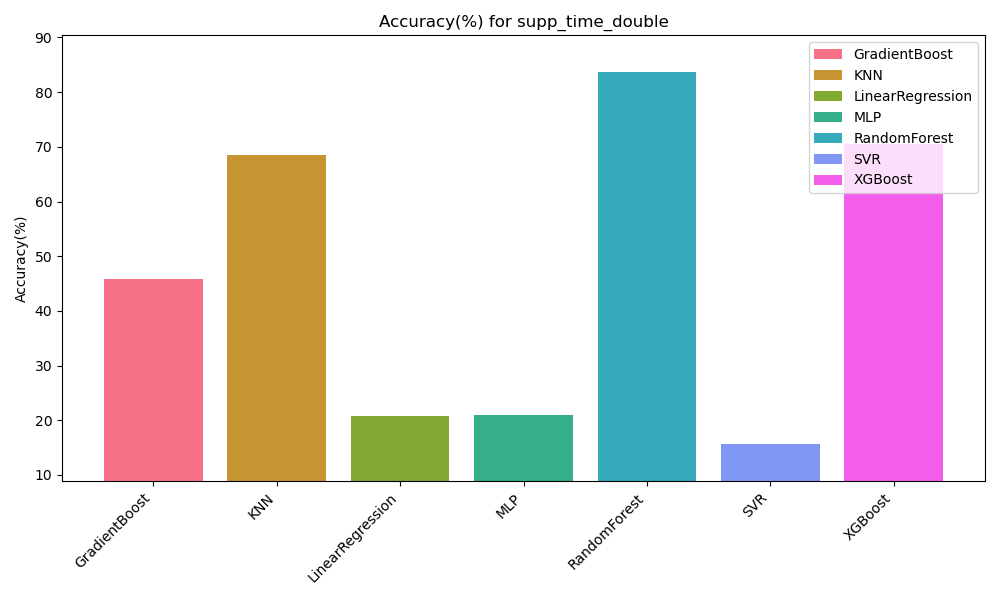 Accuracy(%) for supp_time_double
Accuracy(%)
90
80
70
60
50
40
30
20
10
GradientBoost
KNN
LinearRegression
MLP
RandomForest
SVR
XGBoost
GradientBoost
KNN
LinearRegression
MLP
RandomForest
SVR
XGBoost